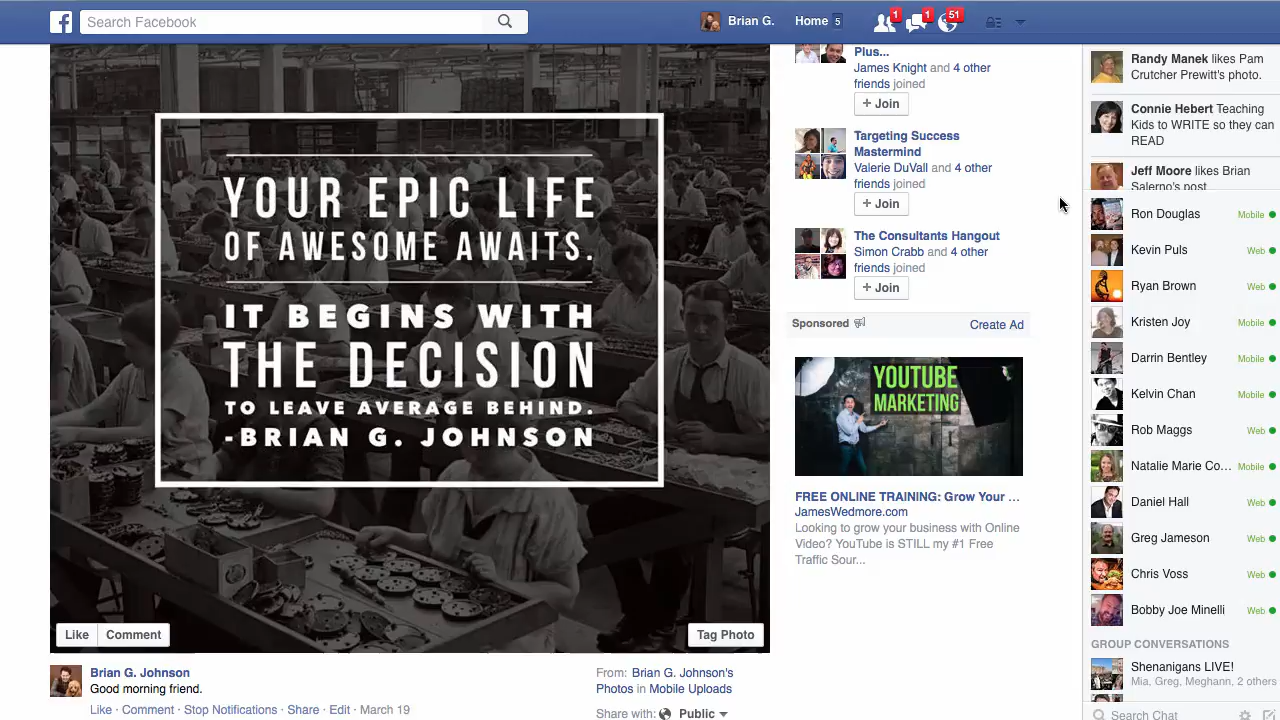 Search Facebook
Brian G.
Home 5
1
1
51
YOUR EPIC LIFE
OF AWESOME AWAITS.
IT BEGINS WITH
THE DECISION
TO LEAVE AVERAGE BEHIND.
-BRIAN G. JOHNSON
Like
Comment
Tag Photo
Brian G. Johnson
Good morning friend.
Like · Comment · Stop Notifications · Share · Edit · March 19
From: Brian G. Johnson's
Photos in Mobile Uploads
Share with: Public
Plus...
James Knight and 4 other
friends joined
+ Join
Targeting Success
Mastermind
Valerie DuVall and 4 other
friends joined
+ Join
The Consultants Hangout
Simon Crabb and 4 other
friends joined
+ Join
Sponsored
Create Ad
YOUTUBE
MARKETING
FREE ONLINE TRAINING: Grow Your ...
JamesWedmore.com
Looking to grow your business with Online
Video? YouTube is STILL my #1 Free
Traffic Sour...
Randy Manek likes Pam
Crutcher Prewitt's photo.
Connie Hebert Teaching
Kids to WRITE so they can
READ
Jeff Moore likes Brian
Salerno's post
Ron Douglas Mobile
Kevin Puls Web
Ryan Brown Web
Kristen Joy Mobile
Darrin Bentley Mobile
Kelvin Chan Web
Rob Maggs Web
Natalie Marie Co... Mobile
Daniel Hall Web
Greg Jameson Web
Chris Voss Web
Bobby Joe Minelli Web
GROUP CONVERSATIONS
Shenanigans LIVE!
Mia, Greg, Meghann, 2 others
Search Chat